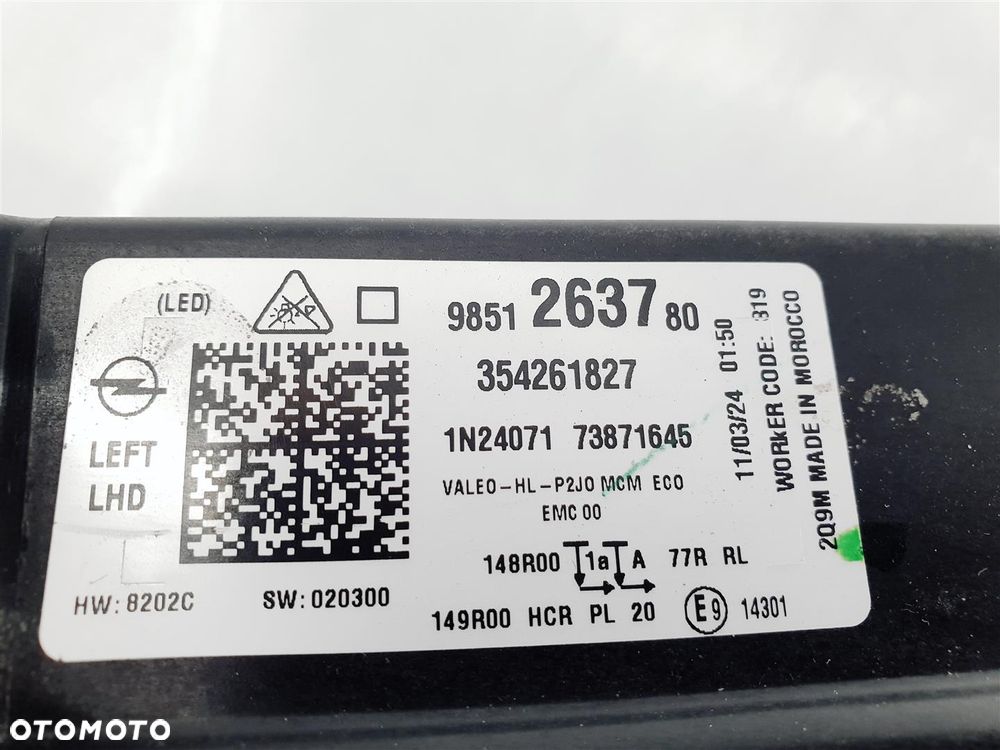 (LED)
LEFT
LHD
HW: 8202C
SW: 020300
98512 2637 80
354261827
1N24071 73871645
VALEO-HL-P2JO MCM ECO
EMC 00
148R00 1a A 77R RL
149R00 HCR PL 20 E9 14301
11/03/24 01:50
WORKER CODE: 319
2Q9M MADE IN MOROCCO
OTOMOTO